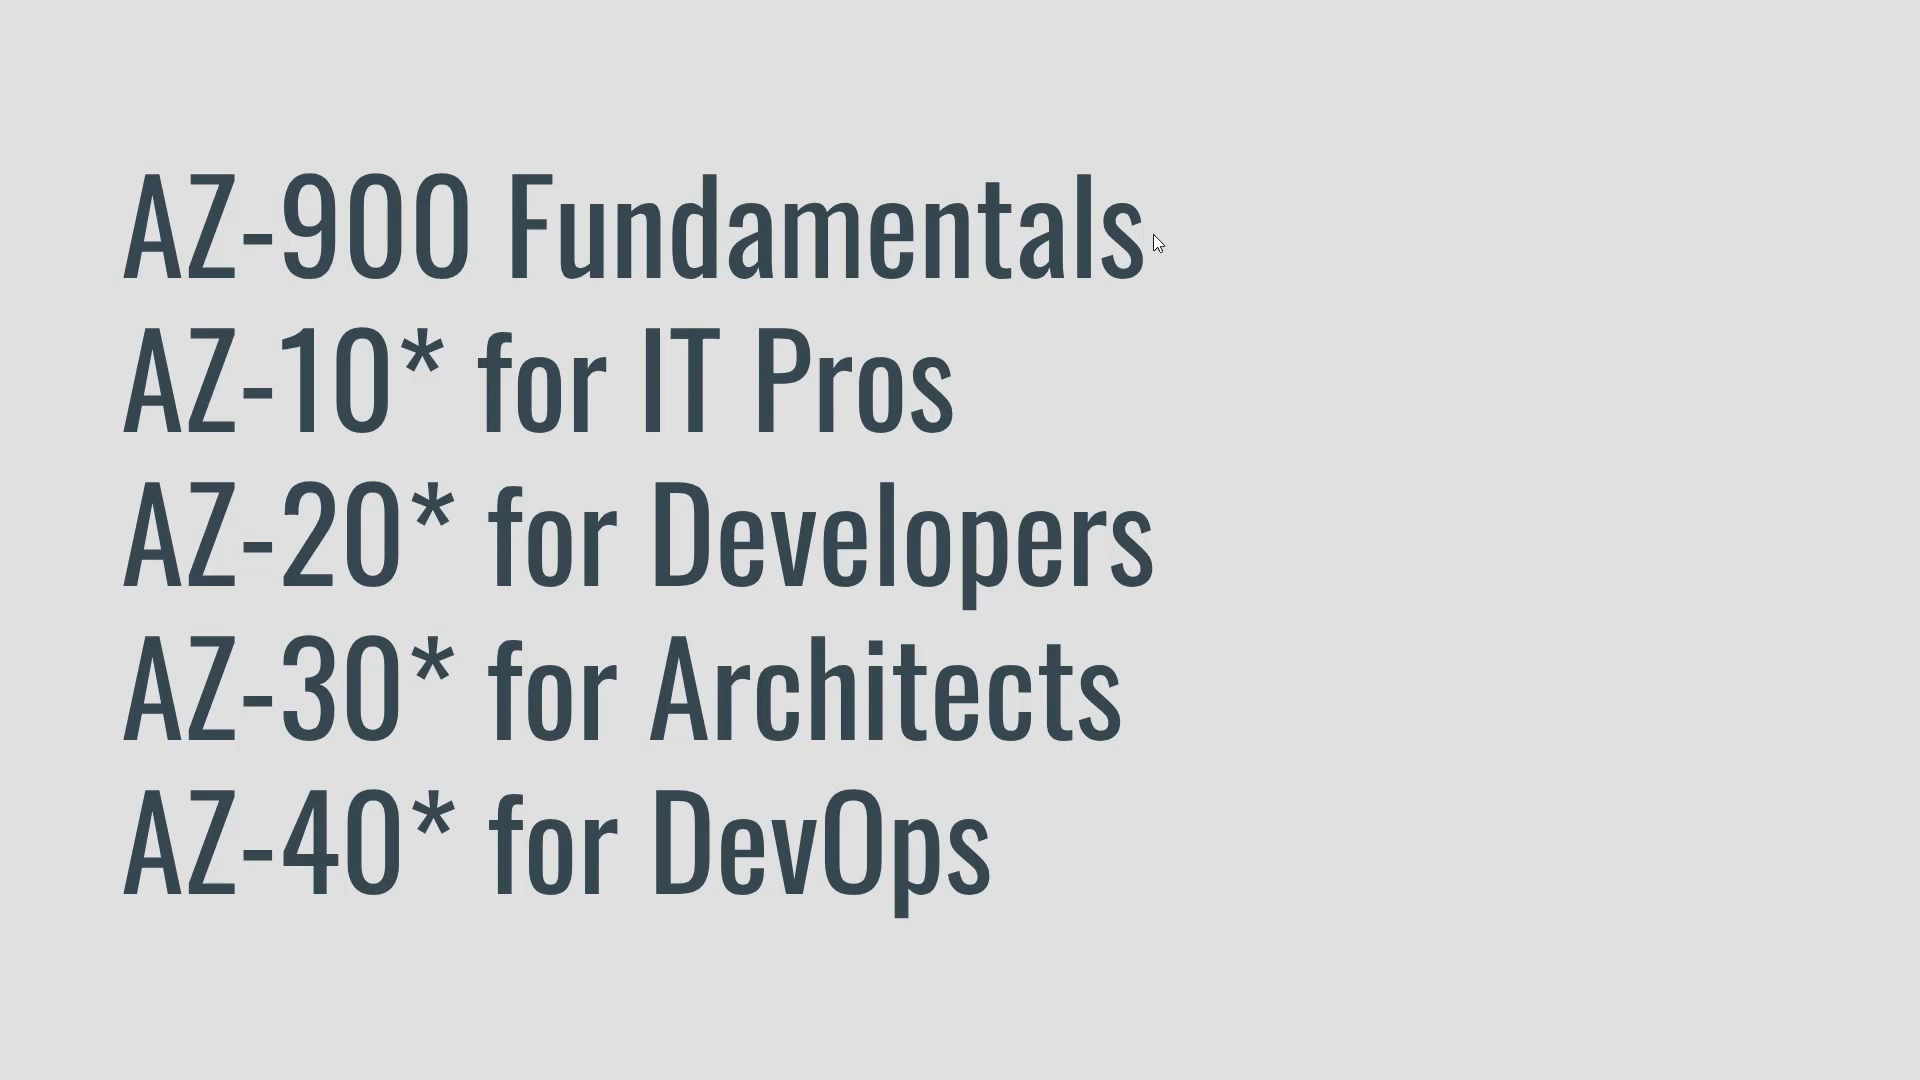 AZ-900 Fundamentals
AZ-10* for IT Pros
AZ-20* for Developers
AZ-30* for Architects
AZ-40* for DevOps